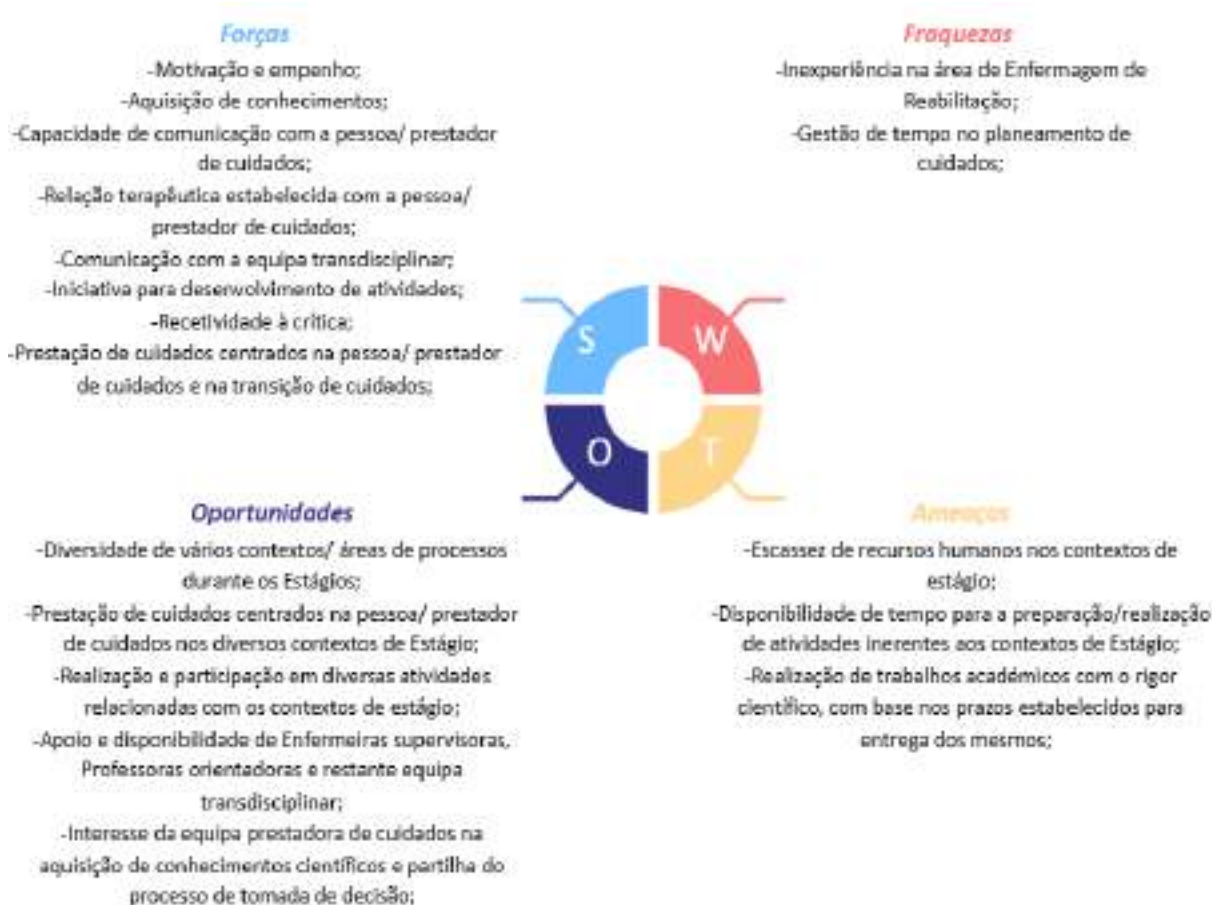 Forças
-Motivação e empenho;
-Aquisição de conhecimentos;
-Capacidade de comunicação com a pessoa/ prestador
de cuidados;
-Relação terapêutica estabelecida com a pessoa/
prestador de cuidados;
-Comunicação com a equipa transdisciplinar;
-Iniciativa para desenvolvimento de atividades;
-Recetividade à crítica;
-Prestação de cuidados centrados na pessoa/ prestador
de cuidados e na transição de cuidados;
Fraquezas
-Inexperiência na área de Enfermagem de
Reabilitação;
-Gestão de tempo no planeamento de
cuidados;
S
W
O
T
Oportunidades
-Diversidade de vários contextos/ áreas de processos
durante os Estágios;
-Prestação de cuidados centrados na pessoa/ prestador
de cuidados nos diversos contextos de Estágio;
-Realização e participação em diversas atividades
relacionadas com os contextos de estágio;
-Apoio e disponibilidade de Enfermeiras supervisoras,
Professoras orientadoras e restante equipa
transdisciplinar;
-Interesse da equipa prestadora de cuidados na
aquisição de conhecimentos científicos e partilha do
processo de tomada de decisão;
Ameaças
-Escassez de recursos humanos nos contextos de
estágio;
-Disponibilidade de tempo para a preparação/realização
de atividades inerentes aos contextos de Estágio;
-Realização de trabalhos académicos com o rigor
científico, com base nos prazos estabelecidos para
entrega dos mesmos;